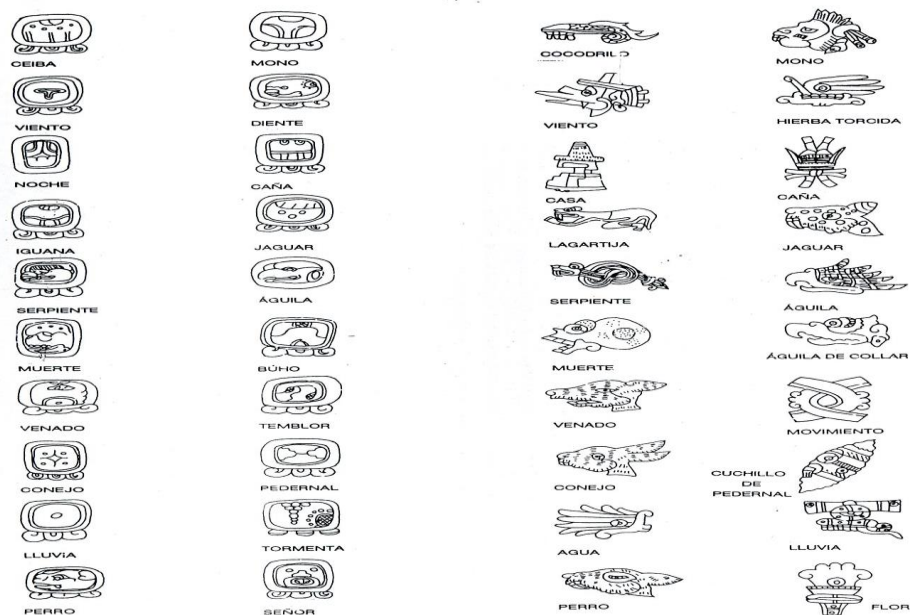 CEIBA
VIENTO
NOCHE
IGUANA
SERPIENTE
MUERTE
VENADO
CONEJO
LLUVIA
PERRO
MONO
DIENTE
CAÑA
JAGUAR
ÁGUILA
BÚHO
TEMBLOR
PEDERNAL
TORMENTA
SEÑOR
COCODRILO
VIENTO
CASA
LAGARTIJA
SERPIENTE
MUERTE
VENADO
CONEJO
AGUA
PERRO
MONO
HIERBA TORCIDA
CAÑA
JAGUAR
ÁGUILA
ÁGUILA DE COLLAR
MOVIMIENTO
CUCHILLO
DE
PEDERNAL
LLUVIA
FLOR